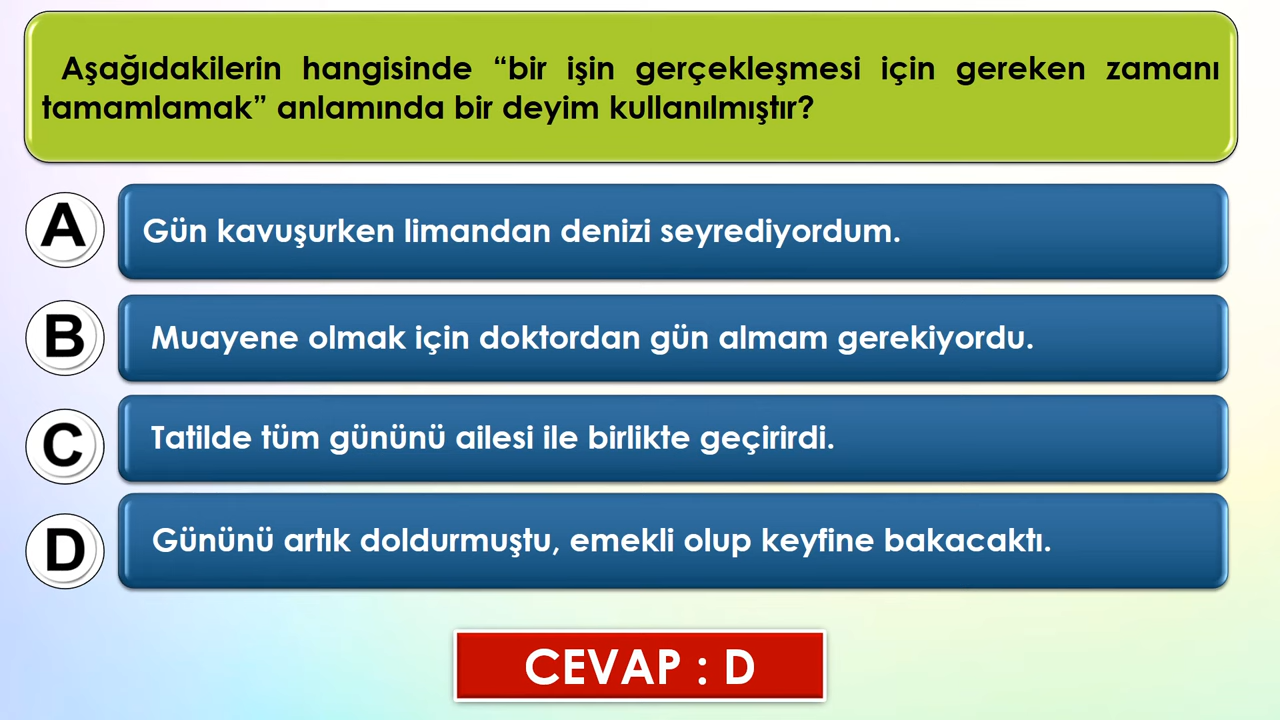 Aşağıdakilerin hangisinde “bir işin gerçekleşmesi için gereken zamanı
tamamlamak” anlamında bir deyim kullanılmıştır?
A
Gün kavuşurken limandan denizi seyrediyordum.
B
Muayene olmak için doktordan gün almam gerekiyordu.
C
Tatilde tüm gününü ailesi ile birlikte geçirirdi.
D
Gününü artık doldurmuştu, emekli olup keyfine bakacaktı.
CEVAP : D